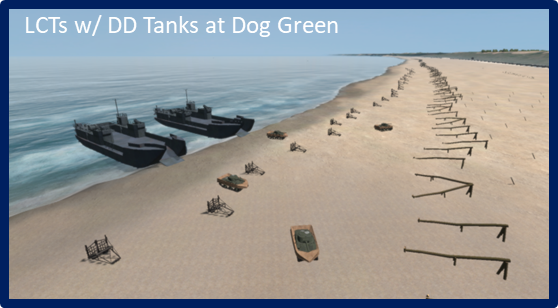 LCTs w/ DD Tanks at Dog Green